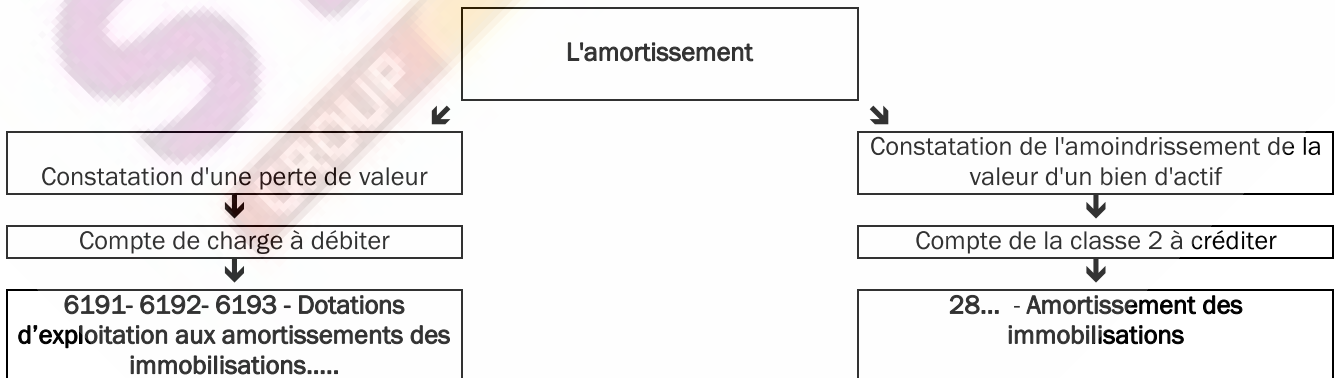 L'amortissement
Constatation d'une perte de valeur
Constatation de l'amoindrissement de la
valeur d'un bien d'actif
Compte de charge à débiter
Compte de la classe 2 à créditer
6191- 6192- 6193 - Dotations
d’exploitation aux amortissements des
immobilisations.....
28... - Amortissement des
immobilisations
GROUP